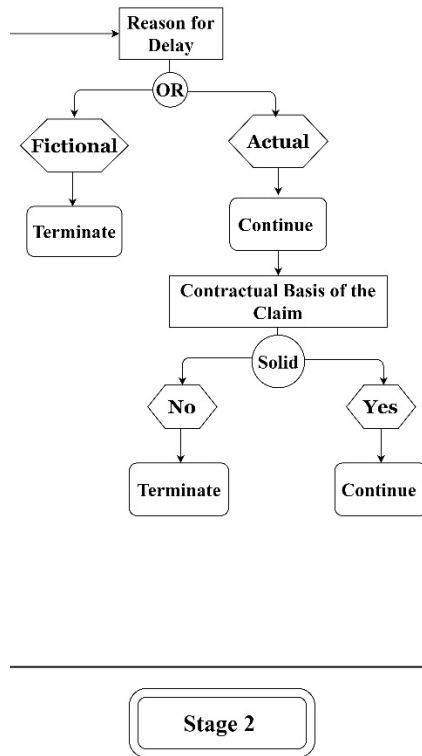 Reason for
Delay
OR
Fictional
Actual
Terminate
Continue
Contractual Basis of the
Claim
Solid
No
Yes
Terminate
Continue
Stage 2